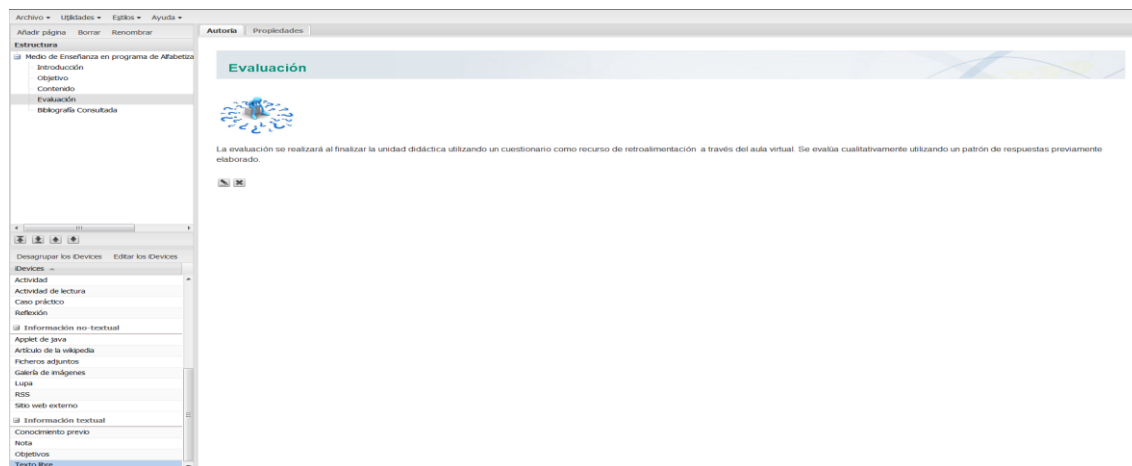 Archivo Utilidades Estilos Ayuda
Añadir página Borrar Renombrar
Estructura
Medio de Enseñanza en programa de Alfabetiza
Introducción
Objetivo
Contenido
Evaluación
Bibliografía Consultada
Desagrupar los iDevices Editar los iDevices
iDevices
Actividad
Actividad de lectura
Caso práctico
Reflexión
Información no-textual
Applet de java
Artículo de la wikipedia
Ficheros adjuntos
Galería de imágenes
Lupa
RSS
Sitio web externo
Información textual
Conocimiento previo
Nota
Objetivos
Texto libre
Autoría Propiedades
Evaluación
La evaluación se realizará al finalizar la unidad didáctica utilizando un cuestionario como recurso de retroalimentación a través del aula virtual. Se evalúa cualitativamente utilizando un patrón de respuestas previamente
elaborado.